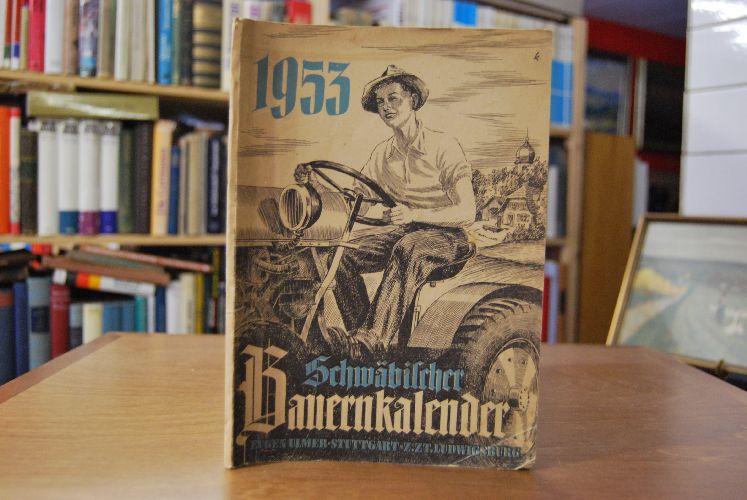 1953
Schwäbischer
Bauernkalender
EUGEN ULMER · STUTTGART · Z. ZT. LUDWIGSBURG